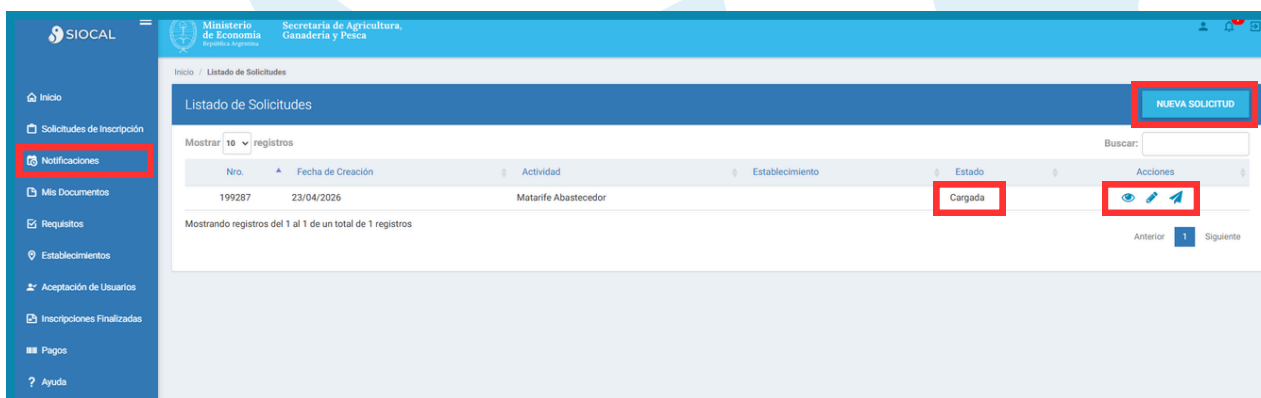 SIOCAL
Ministerio de Economía
República Argentina
Secretaría de Agricultura, Ganadería y Pesca
Inicio / Listado de Solicitudes
Inicio
Solicitudes de Inscripción
Notificaciones
Mis Documentos
Requisitos
Establecimientos
Aceptación de Usuarios
Inscripciones Finalizadas
Pagos
? Ayuda
Listado de Solicitudes
NUEVA SOLICITUD
Mostrar 10 registros
Buscar:
Nro. Fecha de Creación Actividad Establecimiento Estado Acciones
199287 23/04/2026 Matarife Abastecedor Cargada
Mostrando registros del 1 al 1 de un total de 1 registros
Anterior 1 Siguiente